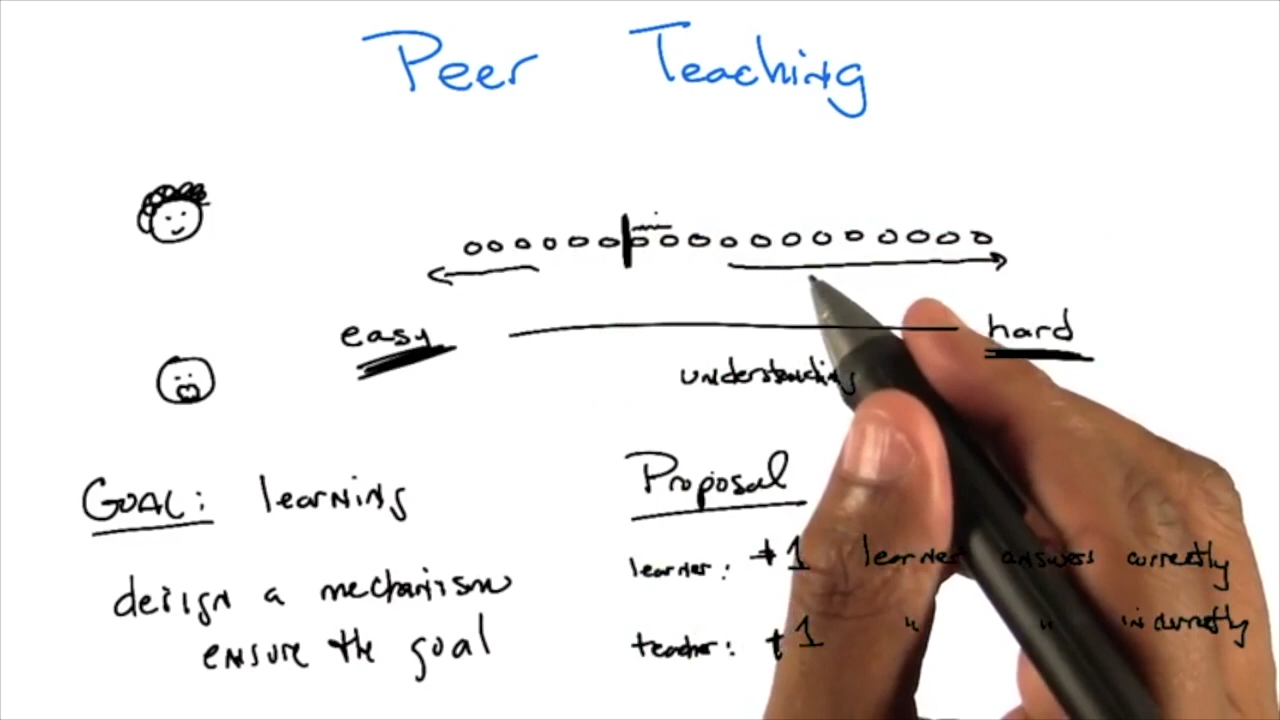 Peer Teaching
easy
hard
understanding
GOAL: learning
design a mechanism
ensure the goal
Proposal
learner: +1 learner answers correctly
teacher: +1 " " incorrectly